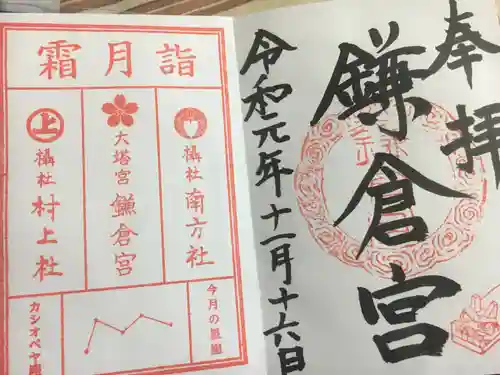 奉拝
鎌倉宮
令和元年十一月十六日
霜月詣
摂社 南方社
大塔宮 鎌倉宮
上
摂社 村上社
今月の星座
カシオペヤ座